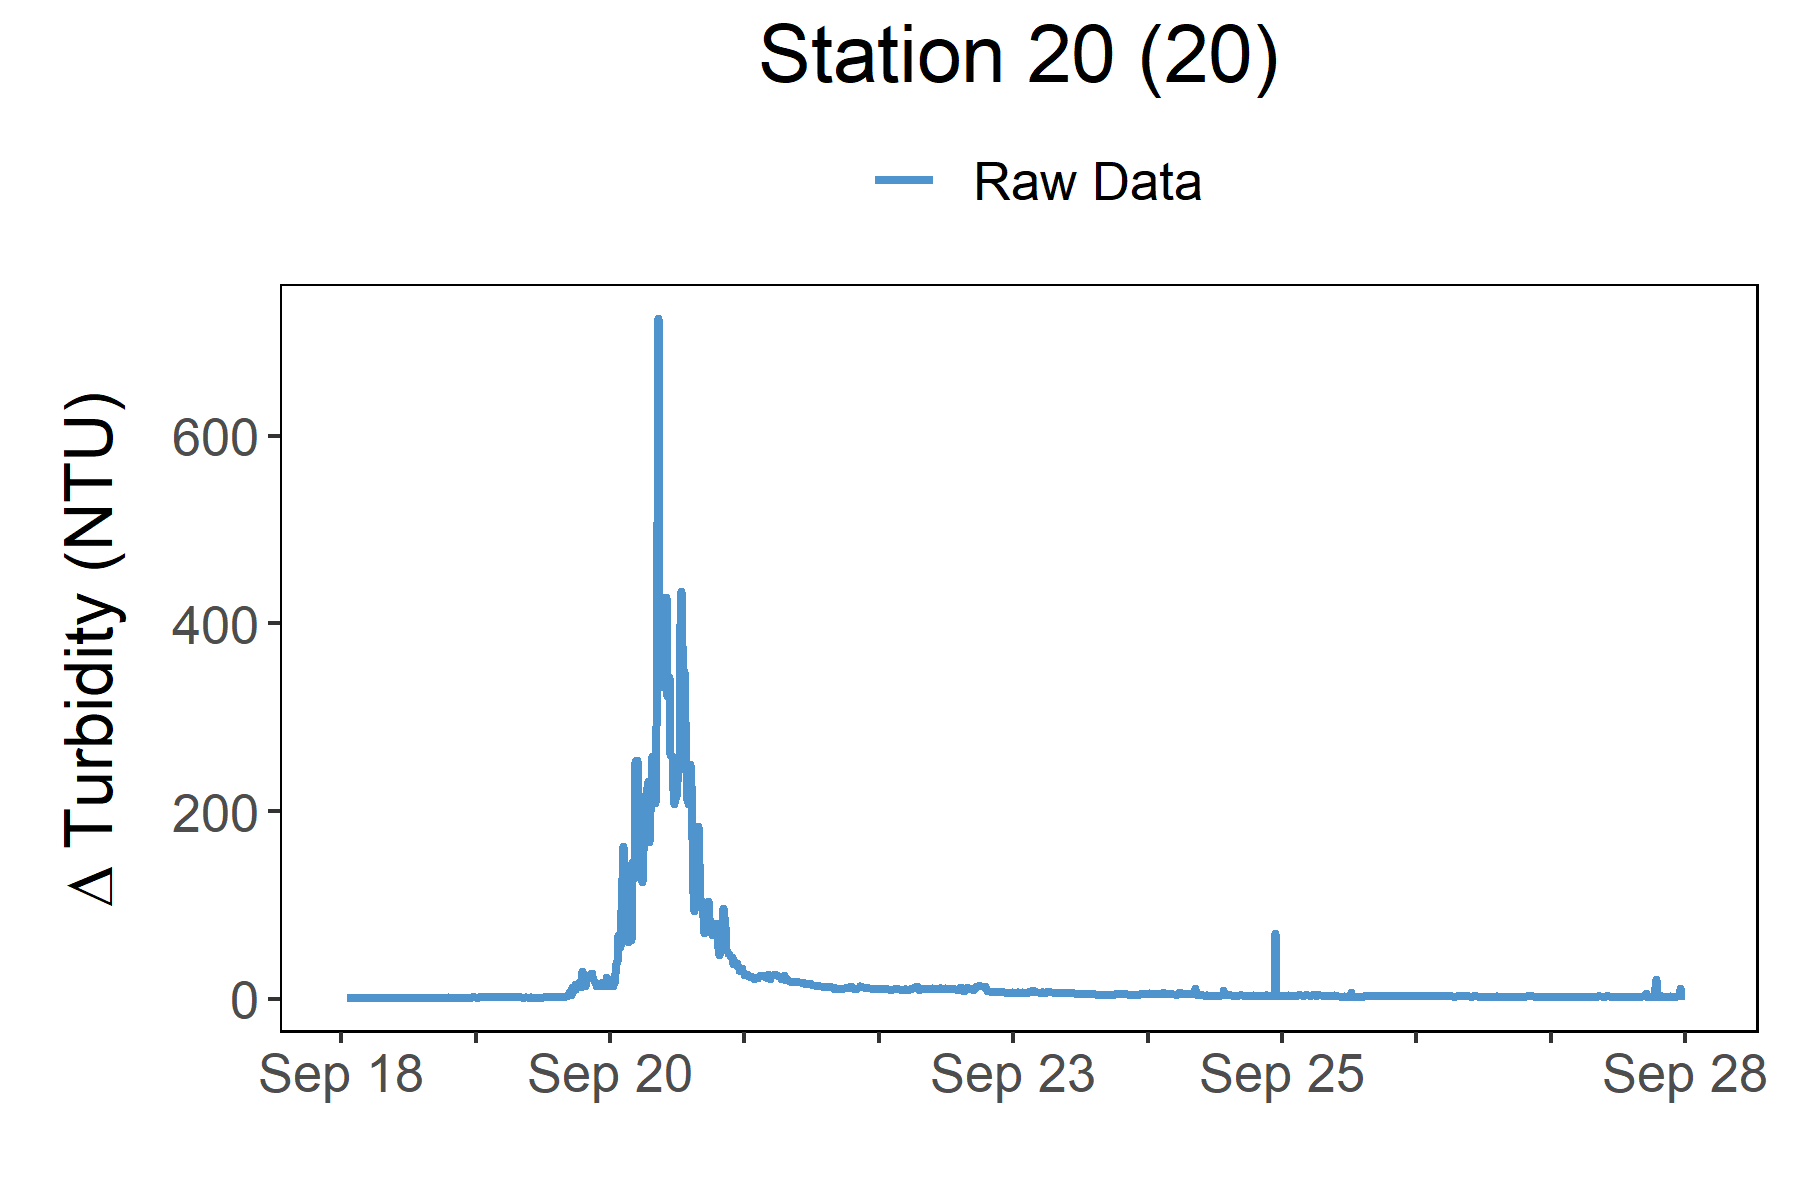 Station 20 (20)
Raw Data
Δ Turbidity (NTU)
600
400
200
0
Sep 18
Sep 20
Sep 23
Sep 25
Sep 28